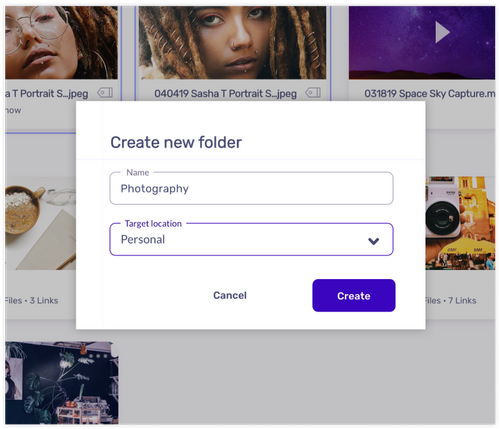 a T Portrait S...jpeg
040419 Sasha T Portrait S...jpeg
031819 Space Sky Capture.m
now
Create new folder
Name
Photography
Target location
Personal
Files • 3 Links
Files • 7 Links
Cancel
Create